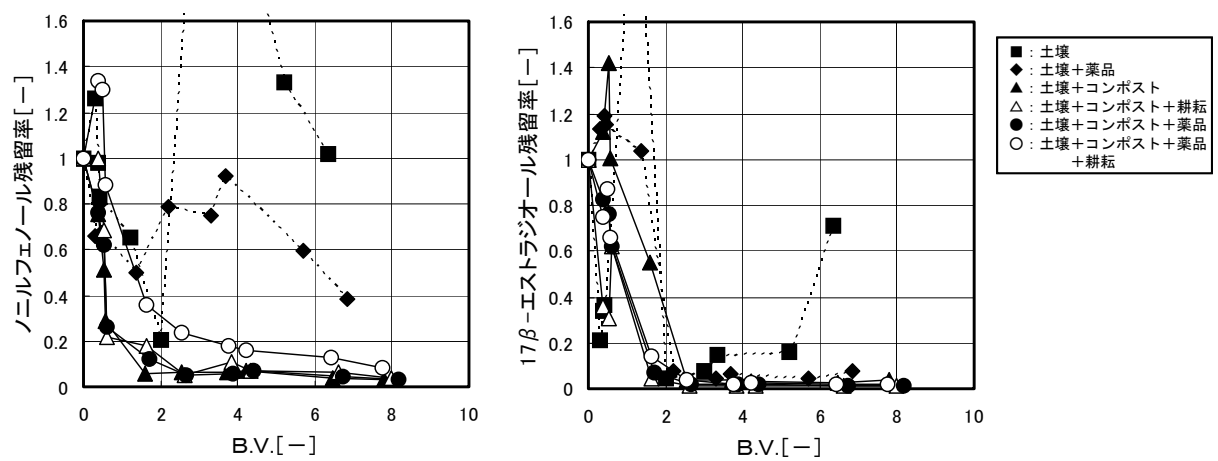 ノニルフェノール残留率[－]
1.6
1.4
1.2
1
0.8
0.6
0.4
0.2
0
0 2 4 6 8 10
B.V.[－]
17β-エストラジオール残留率[－]
1.6
1.4
1.2
1
0.8
0.6
0.4
0.2
0
0 2 4 6 8 10
B.V.[－]
■：土壌
◆：土壌＋薬品
▲：土壌＋コンポスト
△：土壌＋コンポスト＋耕耘
●：土壌＋コンポスト＋薬品
○：土壌＋コンポスト＋薬品
＋耕耘